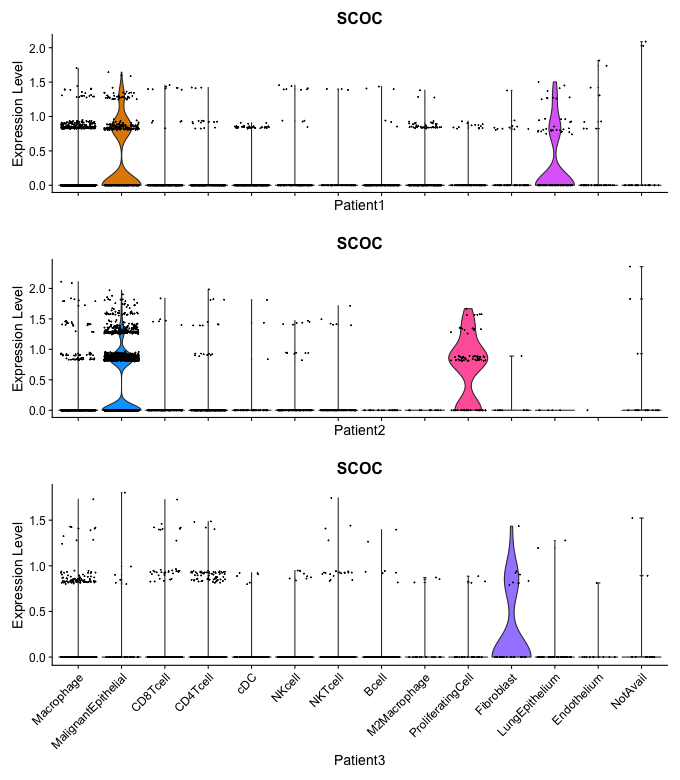 SCOC
Expression Level
2.0
1.5
1.0
0.5
0.0
Patient1
SCOC
Expression Level
2.0
1.5
1.0
0.5
0.0
Patient2
SCOC
Expression Level
1.5
1.0
0.5
0.0
Macrophage
MalignantEpithelial
CD8Tcell
CD4Tcell
cDC
NKcell
NKTcell
Bcell
M2Macrophage
ProliferatingCell
Fibroblast
LungEpithelium
Endothelium
NotAvail
Patient3